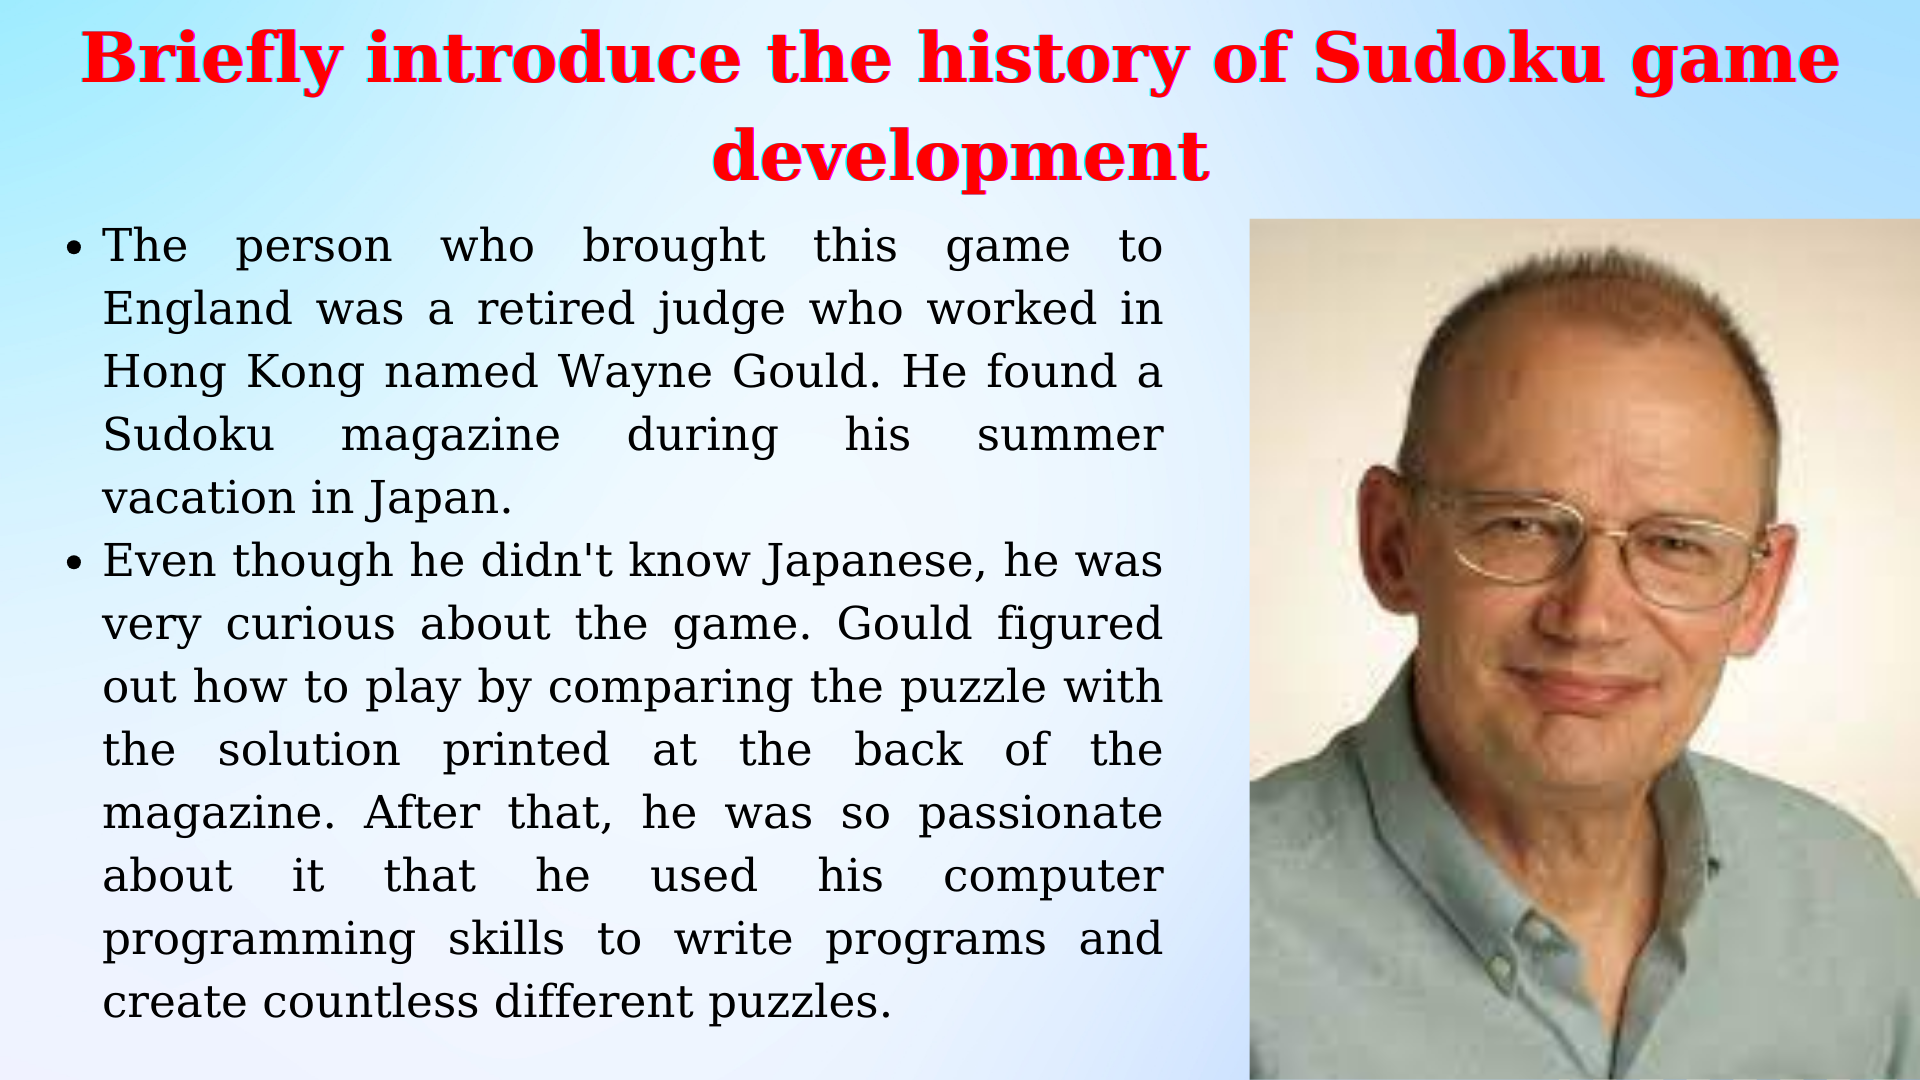 Briefly introduce the history of Sudoku game
development
• The person who brought this game to
England was a retired judge who worked in
Hong Kong named Wayne Gould. He found a
Sudoku magazine during his summer
vacation in Japan.
• Even though he didn't know Japanese, he was
very curious about the game. Gould figured
out how to play by comparing the puzzle with
the solution printed at the back of the
magazine. After that, he was so passionate
about it that he used his computer
programming skills to write programs and
create countless different puzzles.